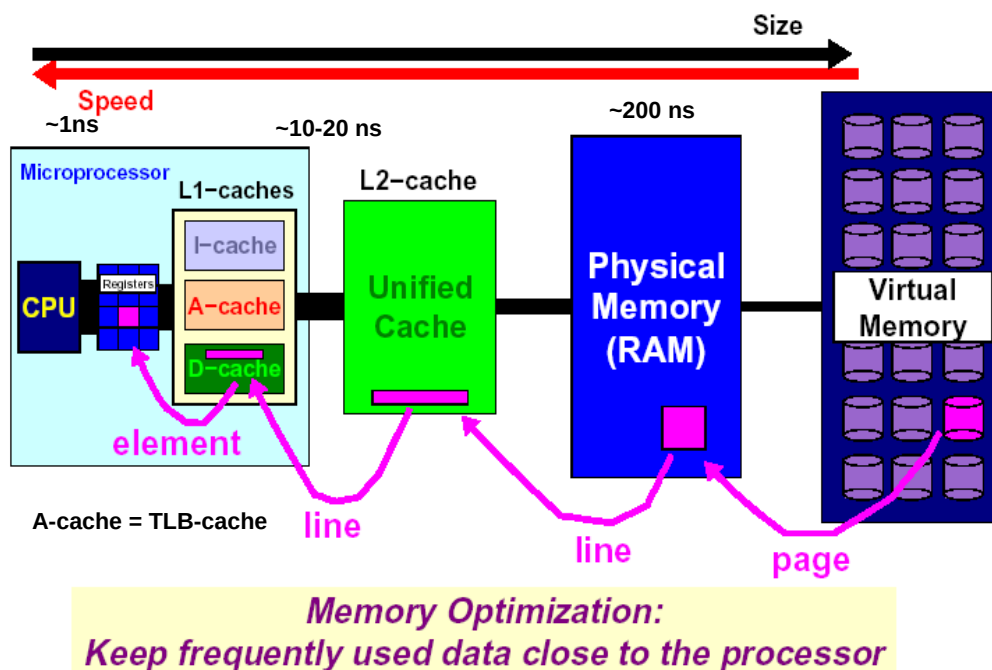 Size
Speed
~1ns
~10-20 ns
~200 ns
Microprocessor
L1-caches
L2-cache
I-cache
Registers
CPU
A-cache
D-cache
Unified
Cache
Physical
Memory
(RAM)
Virtual
Memory
element
line
line
page
A-cache = TLB-cache
Memory Optimization:
Keep frequently used data close to the processor